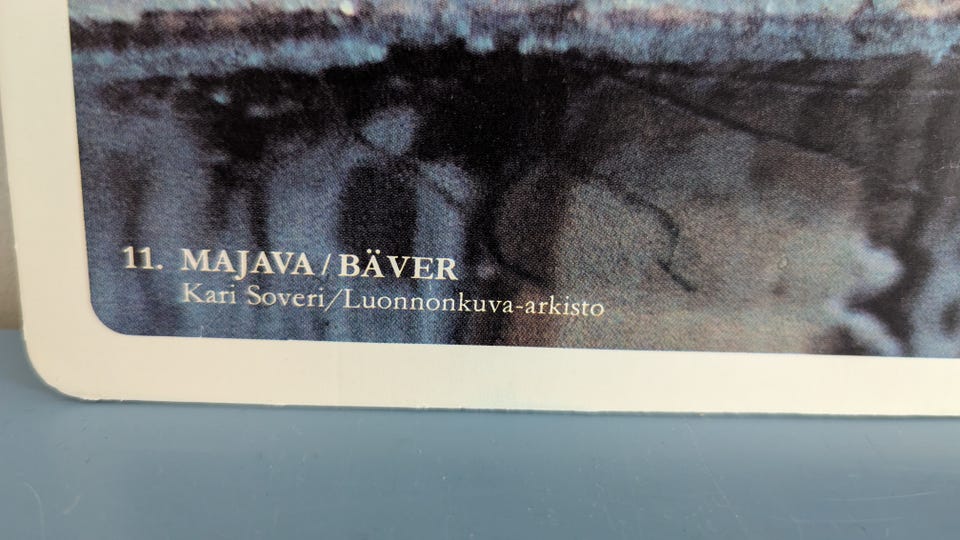 11. MAJAVA / BÄVER
Kari Soveri/Luonnonkuva-arkisto